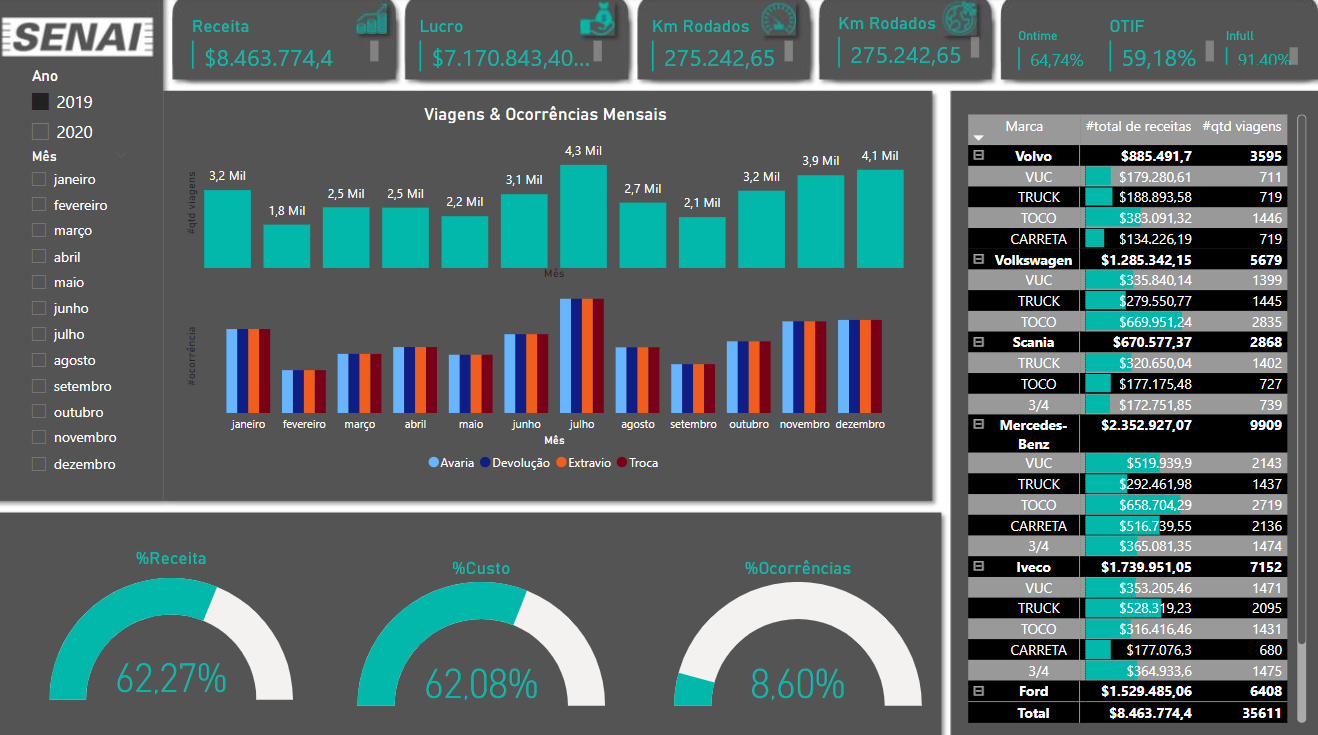 SENAI
Ano
2019
2020
Mês
janeiro
fevereiro
março
abril
maio
junho
julho
agosto
setembro
outubro
novembro
dezembro
Receita
$8.463.774,4
Lucro
$7.170.843,40...
Km Rodados
275.242,65
Km Rodados
275.242,65
OTIF
Ontime
64,74%
59,18%
Infull
91,40%
Viagens & Ocorrências Mensais
#qtd viagens
3,2 Mil
1,8 Mil
2,5 Mil
2,5 Mil
2,2 Mil
3,1 Mil
4,3 Mil
2,7 Mil
2,1 Mil
3,2 Mil
3,9 Mil
4,1 Mil
Mês
#ocorrência
janeiro fevereiro março abril maio junho julho agosto setembro outubro novembro dezembro
Mês
Avaria Devolução Extravio Troca
%Receita
62,27%
%Custo
62,08%
%Ocorrências
8,60%
Marca #total de receitas #qtd viagens
Volvo $885.491,7 3595
VUC $179.280,61 711
TRUCK $188.893,58 719
TOCO $383.091,32 1446
CARRETA $134.226,19 719
Volkswagen $1.285.342,15 5679
VUC $335.840,14 1399
TRUCK $279.550,77 1445
TOCO $669.951,24 2835
Scania $670.577,37 2868
TRUCK $320.650,04 1402
TOCO $177.175,48 727
3/4 $172.751,85 739
Mercedes- $2.352.927,07 9909
Benz
VUC $519.939,9 2143
TRUCK $292.461,98 1437
TOCO $658.704,29 2719
CARRETA $516.739,55 2136
3/4 $365.081,35 1474
Iveco $1.739.951,05 7152
VUC $353.205,46 1471
TRUCK $528.319,23 2095
TOCO $316.416,46 1431
CARRETA $177.076,3 680
3/4 $364.933,6 1475
Ford $1.529.485,06 6408
Total $8.463.774,4 35611